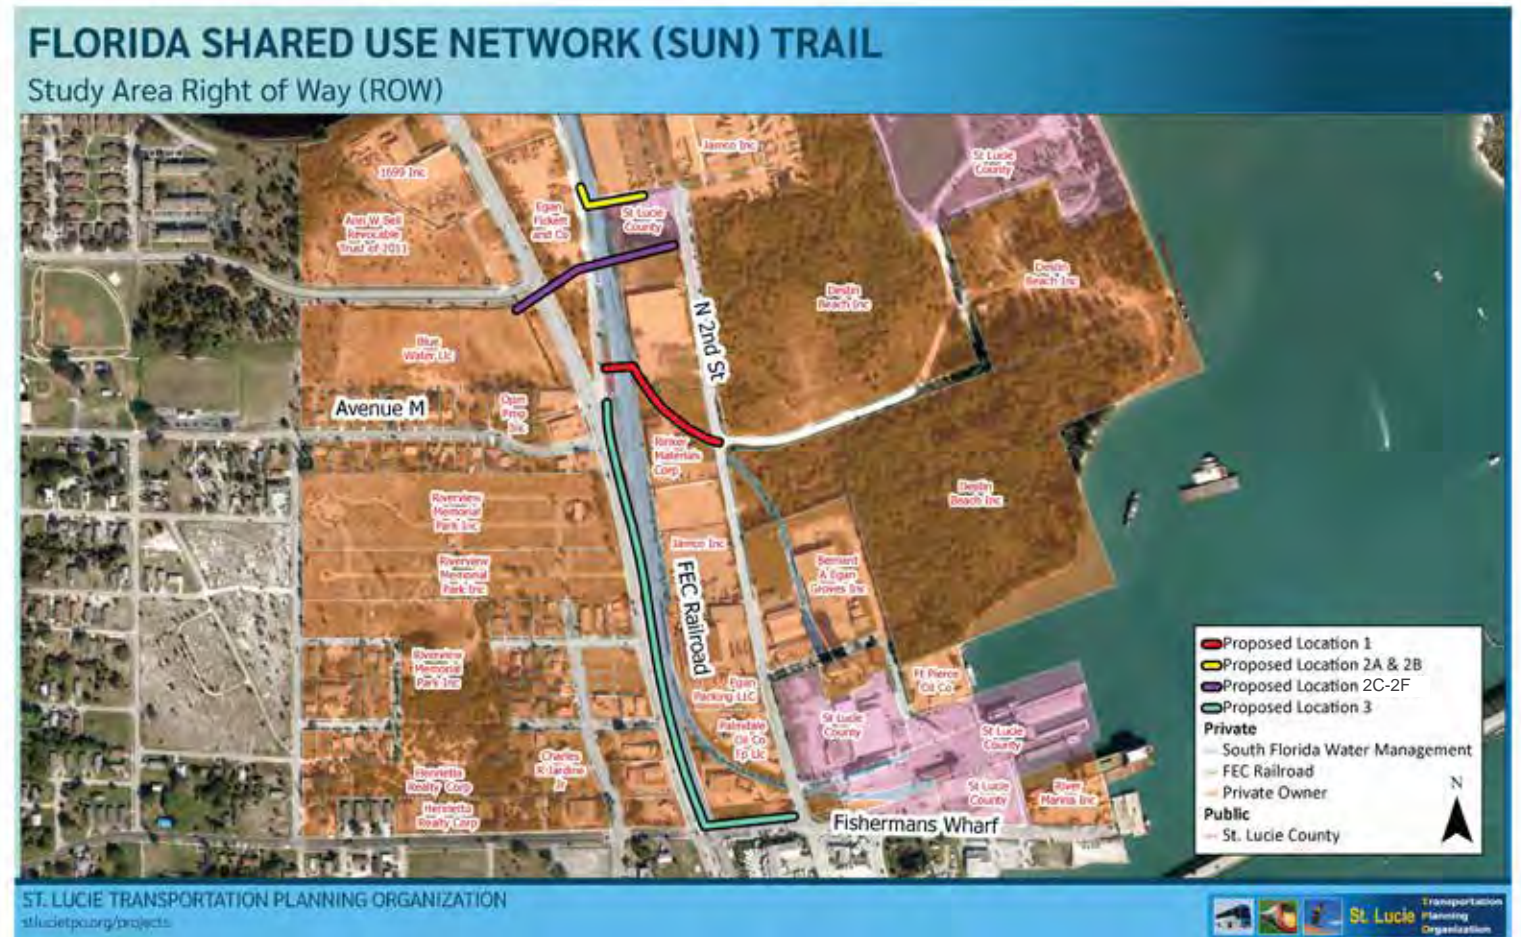 FLORIDA SHARED USE NETWORK (SUN) TRAIL
Study Area Right of Way (ROW)
1699 Inc
Jamco Inc
St Lucie
County
Ann W Bell
Revocable
Trust of 2011
Egan
Fickett
and Co
St Lucie
County
Destin
Beach Inc
Destin
Beach Inc
N 2nd St
Blue
Water Llc
Avenue M
Opin
Prop
Inc
Rinker
Materials
Corp
Riverview
Memorial
Park Inc
Destin
Beach Inc
Jamco Inc
Riverview
Memorial
Park Inc
FEC Railroad
Bernard
A Egan
Groves Inc
Riverview
Memorial
Park Inc
Egan
Packing LLC
Ft Pierce
Oil Co
Palmdale
Oil Co
Fp Llc
St Lucie
County
St Lucie
County
Charles
R Jardine
Jr
Henrietta
Realty Corp
Henrietta
Realty Corp
St Lucie
County
River
Marina Inc
Fishermans Wharf
Proposed Location 1
Proposed Location 2A & 2B
Proposed Location 2C-2F
Proposed Location 3
Private
South Florida Water Management
FEC Railroad
Private Owner
Public
St. Lucie County
N
ST. LUCIE TRANSPORTATION PLANNING ORGANIZATION
stlucietpo.org/projects
St. Lucie
Transportation
Planning
Organization